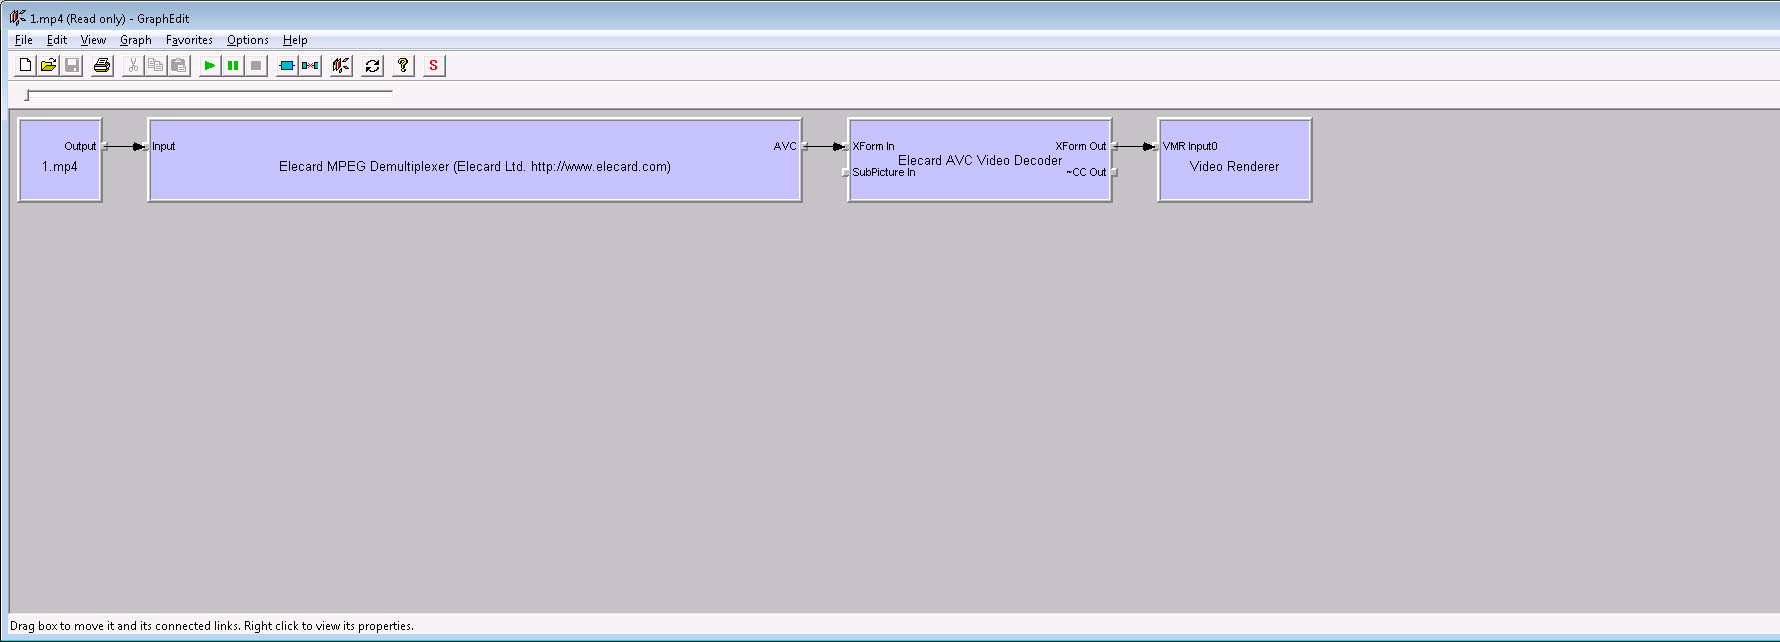 1.mp4 (Read only) - GraphEdit
File Edit View Graph Favorites Options Help
S
Output
1.mp4
Input
AVC
Elecard MPEG Demultiplexer (Elecard Ltd. http://www.elecard.com)
XForm In
XForm Out
Elecard AVC Video Decoder
SubPicture In
~CC Out
VMR Input0
Video Renderer
Drag box to move it and its connected links. Right click to view its properties.